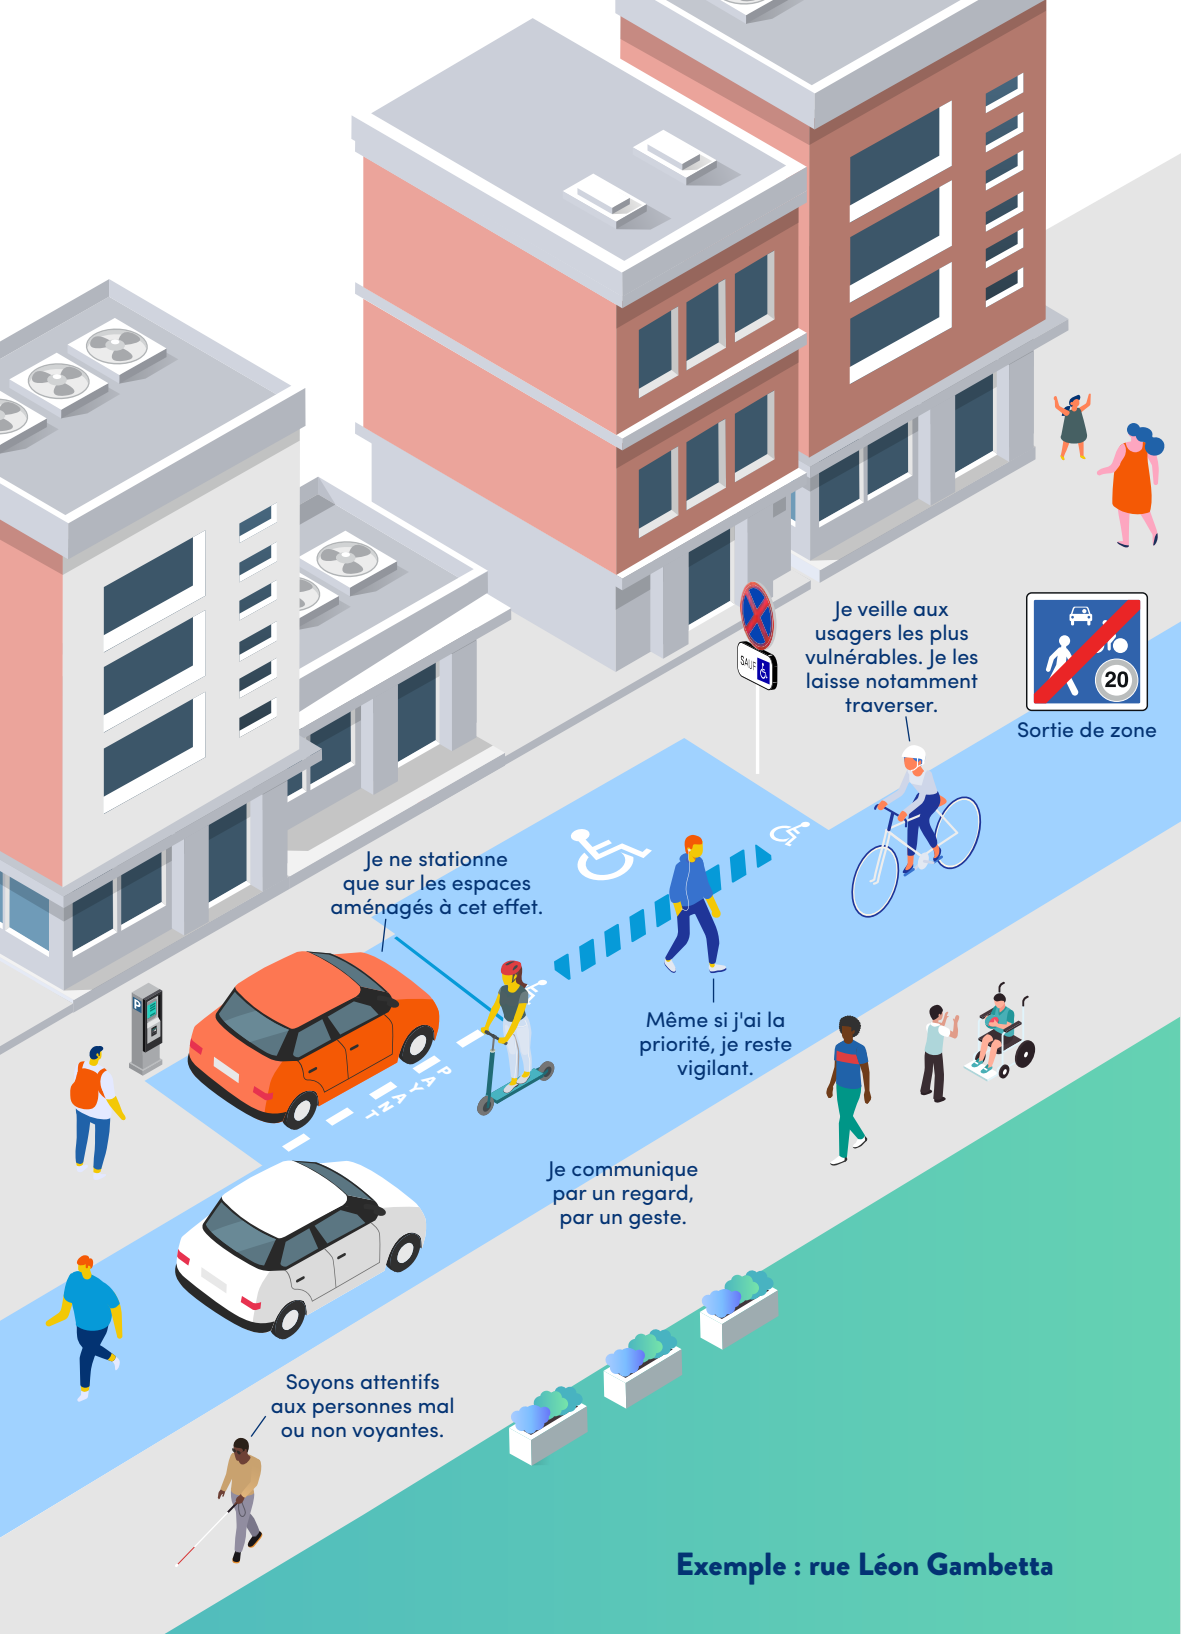 SAUF
Je veille aux
usagers les plus
vulnérables. Je les
laisse notamment
traverser.
20
Sortie de zone
Je ne stationne
que sur les espaces
aménagés à cet effet.
P
PAYANT
Même si j'ai la
priorité, je reste
vigilant.
Je communique
par un regard,
par un geste.
Soyons attentifs
aux personnes mal
ou non voyantes.
Exemple : rue Léon Gambetta